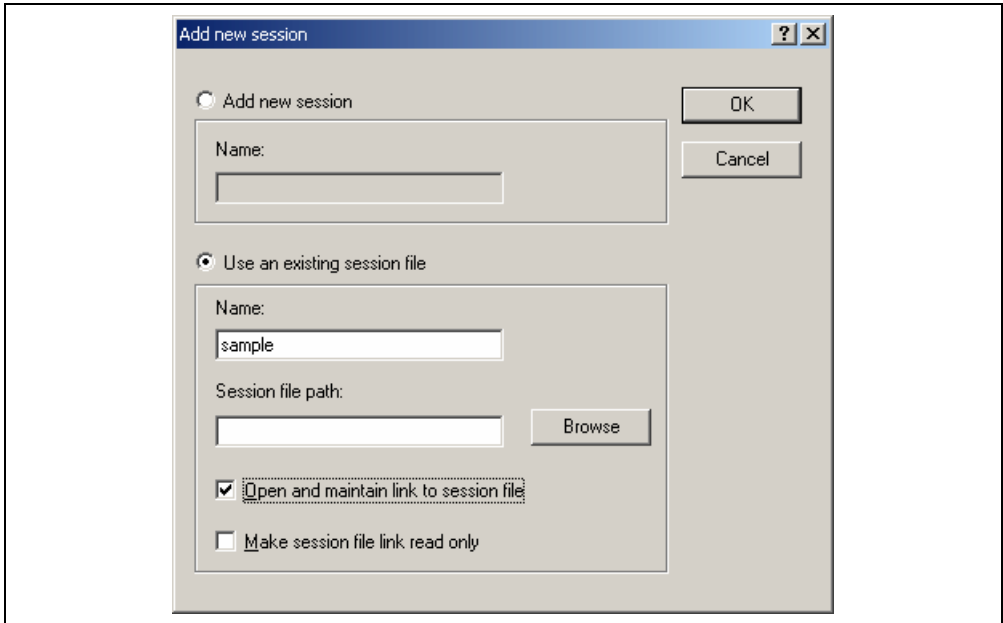 Add new session
Add new session
OK
Name:
Cancel
Use an existing session file
Name:
sample
Session file path:
Browse
Open and maintain link to session file
Make session file link read only